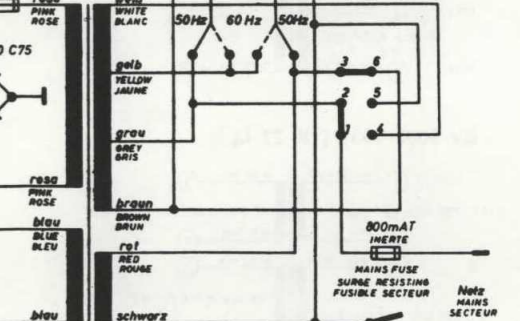 PINK
ROSE
WHITE
BLANC
50Hz
60 Hz
50Hz
C75
gelb
YELLOW
JAUNE
3
6
2
5
grau
GREY
GRIS
1
4
rosa
PINK
ROSE
braun
BROWN
BRUN
blau
BLUE
BLEU
rot
RED
ROUGE
800mAT
INERTE
MAINS FUSE
SURGE RESISTING
FUSIBLE SECTEUR
Netz
MAINS
SECTEUR
blau
schwarz